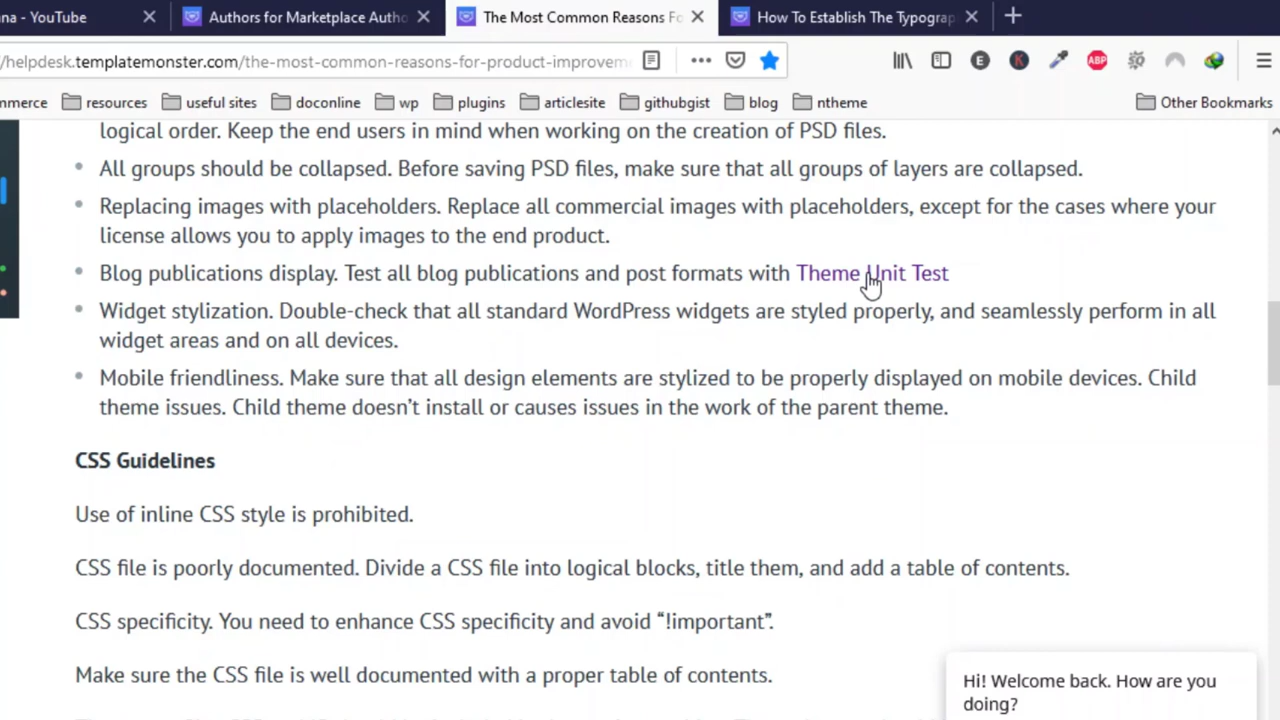 na - YouTube
Authors for Marketplace Autho
The Most Common Reasons Fo
How To Establish The Typograp
/helpdesk.templatemonster.com/the-most-common-reasons-for-product-improvem
mmerce resources useful sites doconline wp plugins articlesite githubgist blog ntheme Other Bookmarks
logical order. Keep the end users in mind when working on the creation of PSD files.
All groups should be collapsed. Before saving PSD files, make sure that all groups of layers are collapsed.
Replacing images with placeholders. Replace all commercial images with placeholders, except for the cases where your
license allows you to apply images to the end product.
Blog publications display. Test all blog publications and post formats with Theme Unit Test
Widget stylization. Double-check that all standard WordPress widgets are styled properly, and seamlessly perform in all
widget areas and on all devices.
Mobile friendliness. Make sure that all design elements are stylized to be properly displayed on mobile devices. Child
theme issues. Child theme doesn’t install or causes issues in the work of the parent theme.
CSS Guidelines
Use of inline CSS style is prohibited.
CSS file is poorly documented. Divide a CSS file into logical blocks, title them, and add a table of contents.
CSS specificity. You need to enhance CSS specificity and avoid “!important”.
Make sure the CSS file is well documented with a proper table of contents.
Hi! Welcome back. How are you
doing?